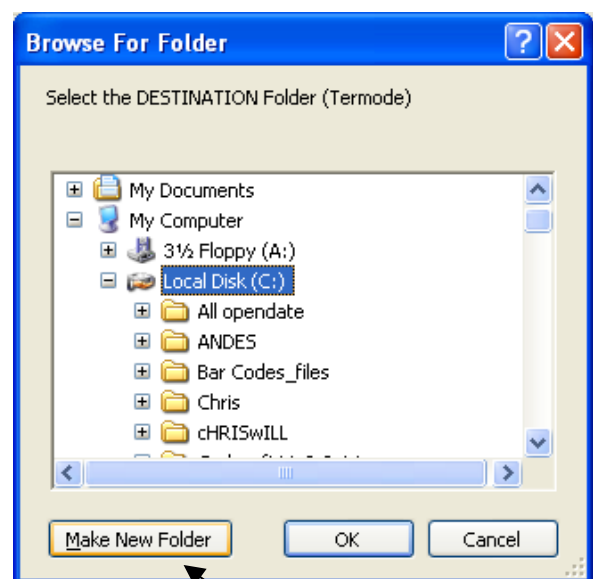 Browse For Folder
Select the DESTINATION Folder (Termode)
My Documents
My Computer
3½ Floppy (A:)
Local Disk (C:)
All opendate
ANDES
Bar Codes_files
Chris
cHRISwILL
Make New Folder OK Cancel